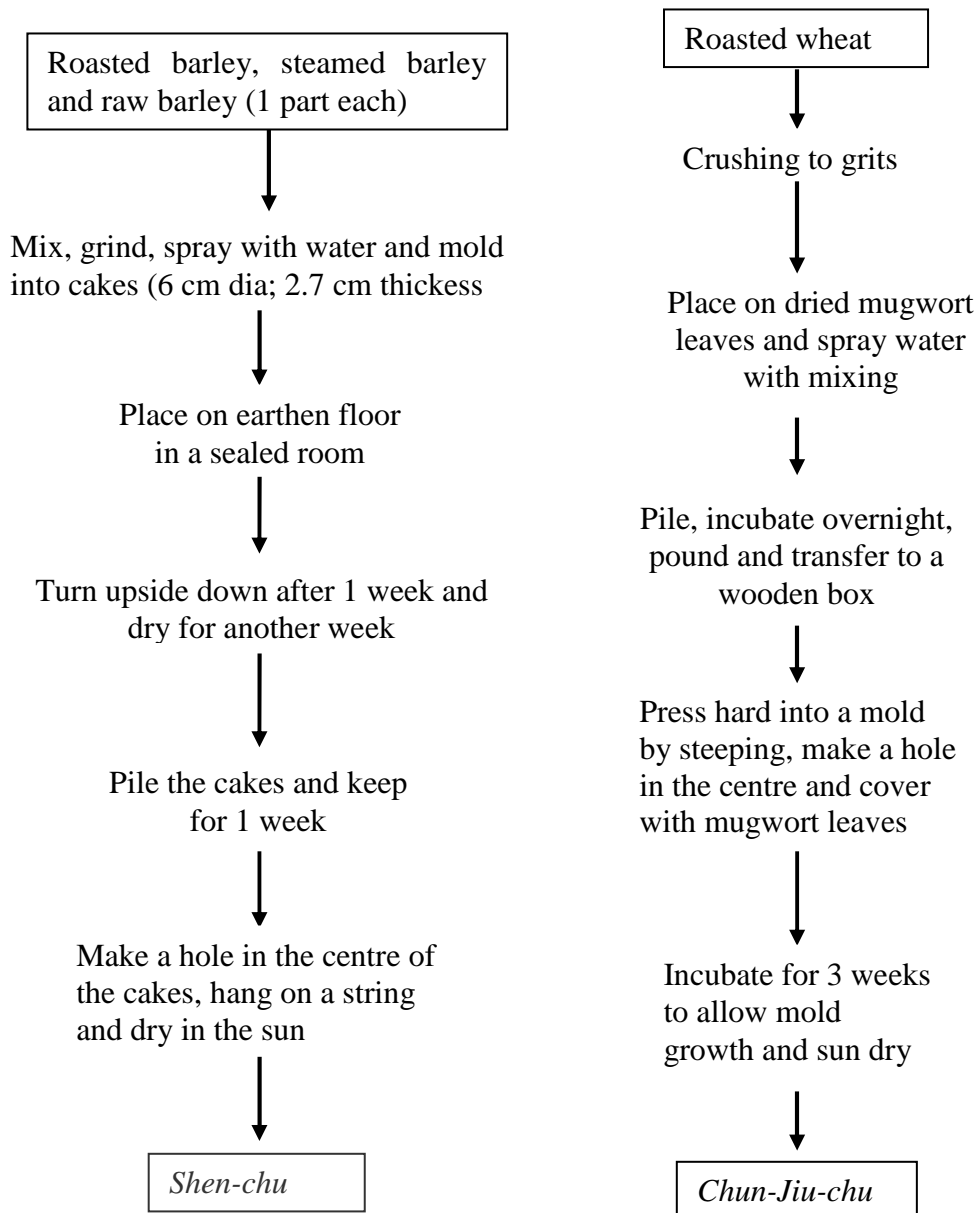 Roasted barley, steamed barley
and raw barley (1 part each)
Mix, grind, spray with water and mold
into cakes (6 cm dia; 2.7 cm thickess
Place on earthen floor
in a sealed room
Turn upside down after 1 week and
dry for another week
Pile the cakes and keep
for 1 week
Make a hole in the centre of
the cakes, hang on a string
and dry in the sun
Shen-chu
Roasted wheat
Crushing to grits
Place on dried mugwort
leaves and spray water
with mixing
Pile, incubate overnight,
pound and transfer to a
wooden box
Press hard into a mold
by steeping, make a hole
in the centre and cover
with mugwort leaves
Incubate for 3 weeks
to allow mold
growth and sun dry
Chun-Jiu-chu